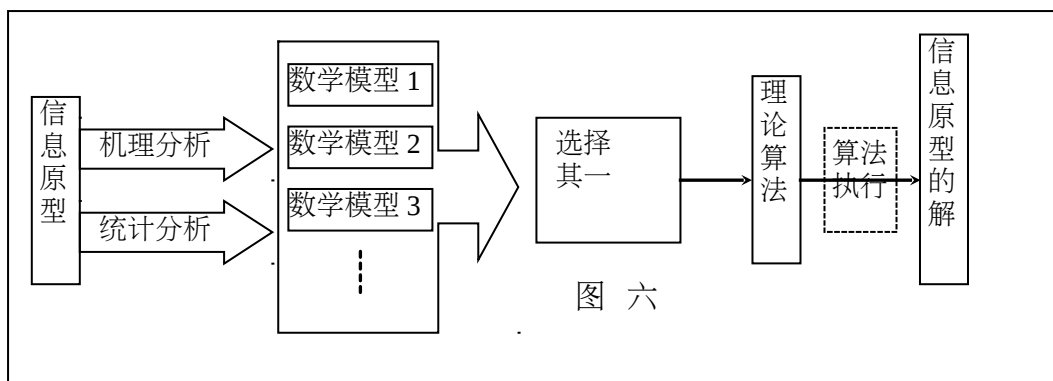 信息原型
机理分析
统计分析
数学模型 1
数学模型 2
数学模型 3
选择
其一
理论算法
算法
执行
信息原型的解
图 六